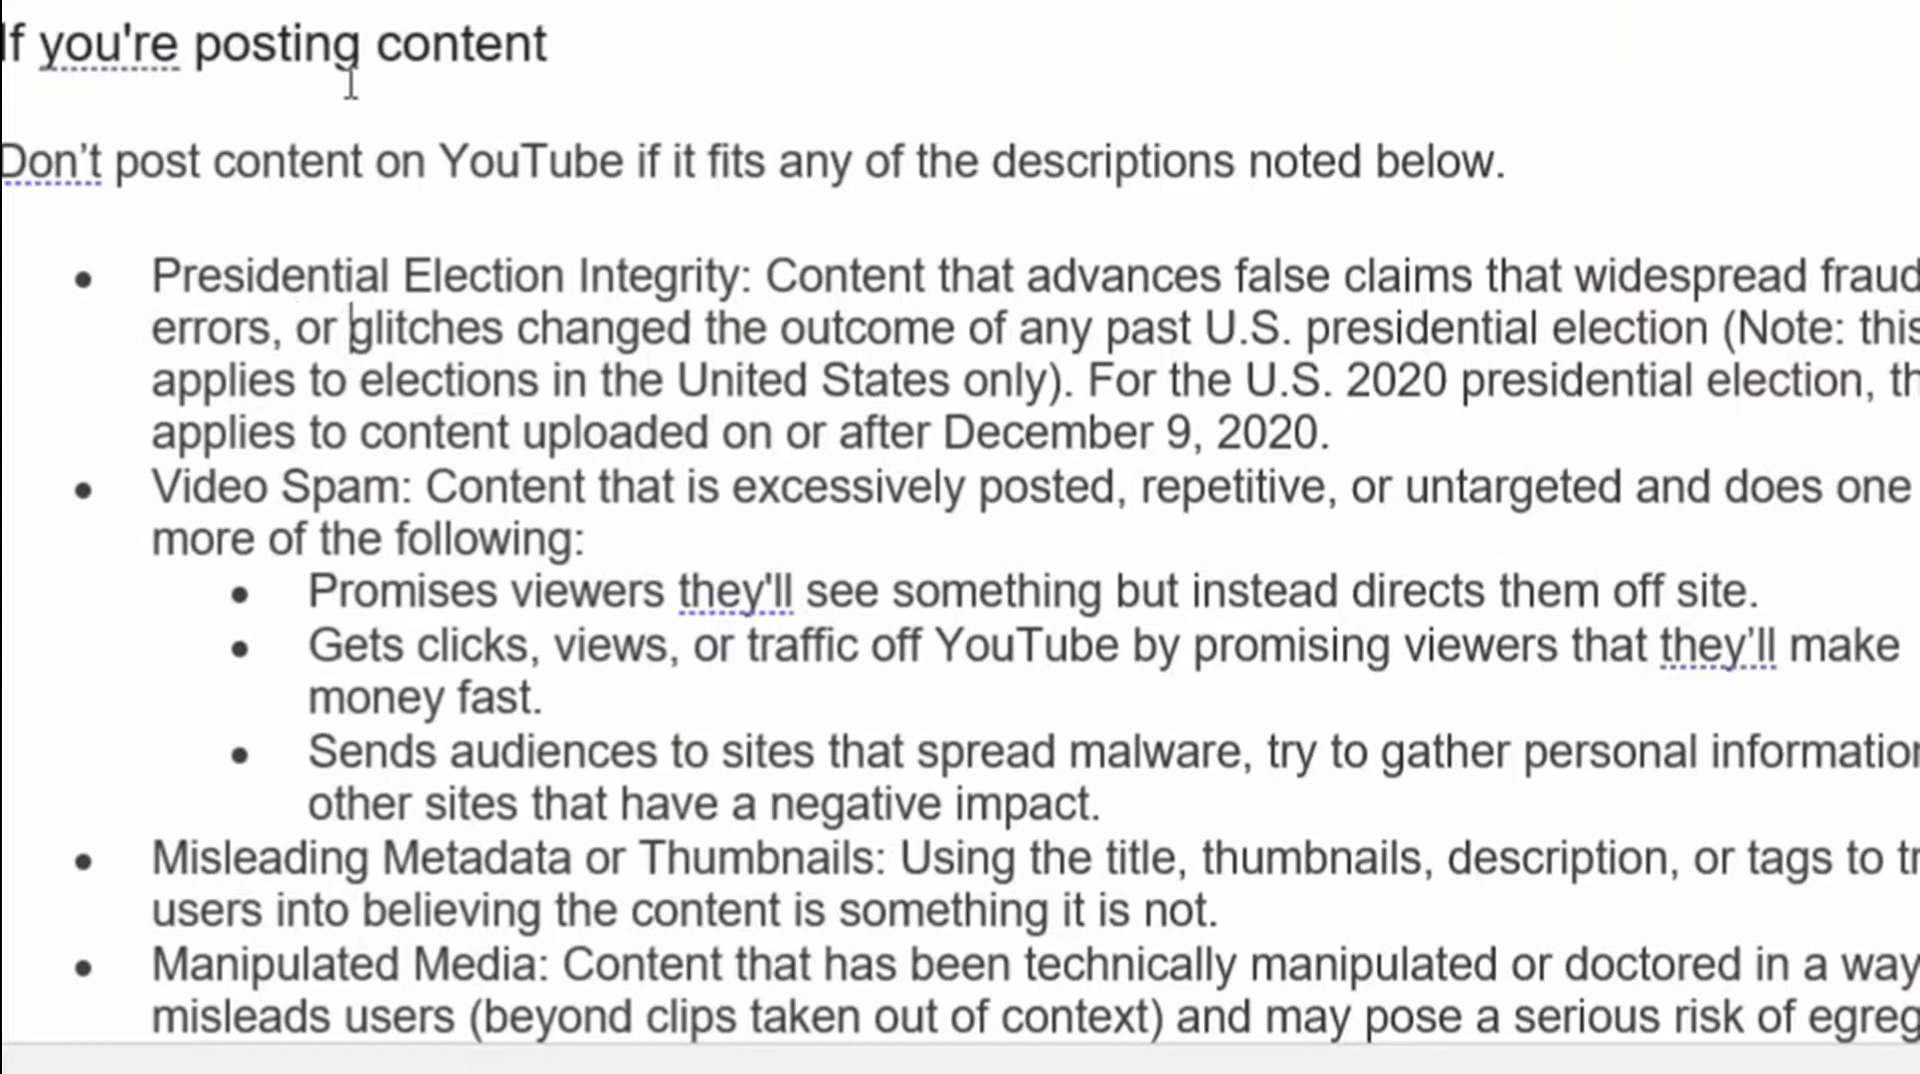 If you're posting content
Don’t post content on YouTube if it fits any of the descriptions noted below.
• Presidential Election Integrity: Content that advances false claims that widespread fraud
errors, or glitches changed the outcome of any past U.S. presidential election (Note: this
applies to elections in the United States only). For the U.S. 2020 presidential election, th
applies to content uploaded on or after December 9, 2020.
• Video Spam: Content that is excessively posted, repetitive, or untargeted and does one
more of the following:
• Promises viewers they'll see something but instead directs them off site.
• Gets clicks, views, or traffic off YouTube by promising viewers that they’ll make
money fast.
• Sends audiences to sites that spread malware, try to gather personal information
other sites that have a negative impact.
• Misleading Metadata or Thumbnails: Using the title, thumbnails, description, or tags to tr
users into believing the content is something it is not.
• Manipulated Media: Content that has been technically manipulated or doctored in a way
misleads users (beyond clips taken out of context) and may pose a serious risk of egreg